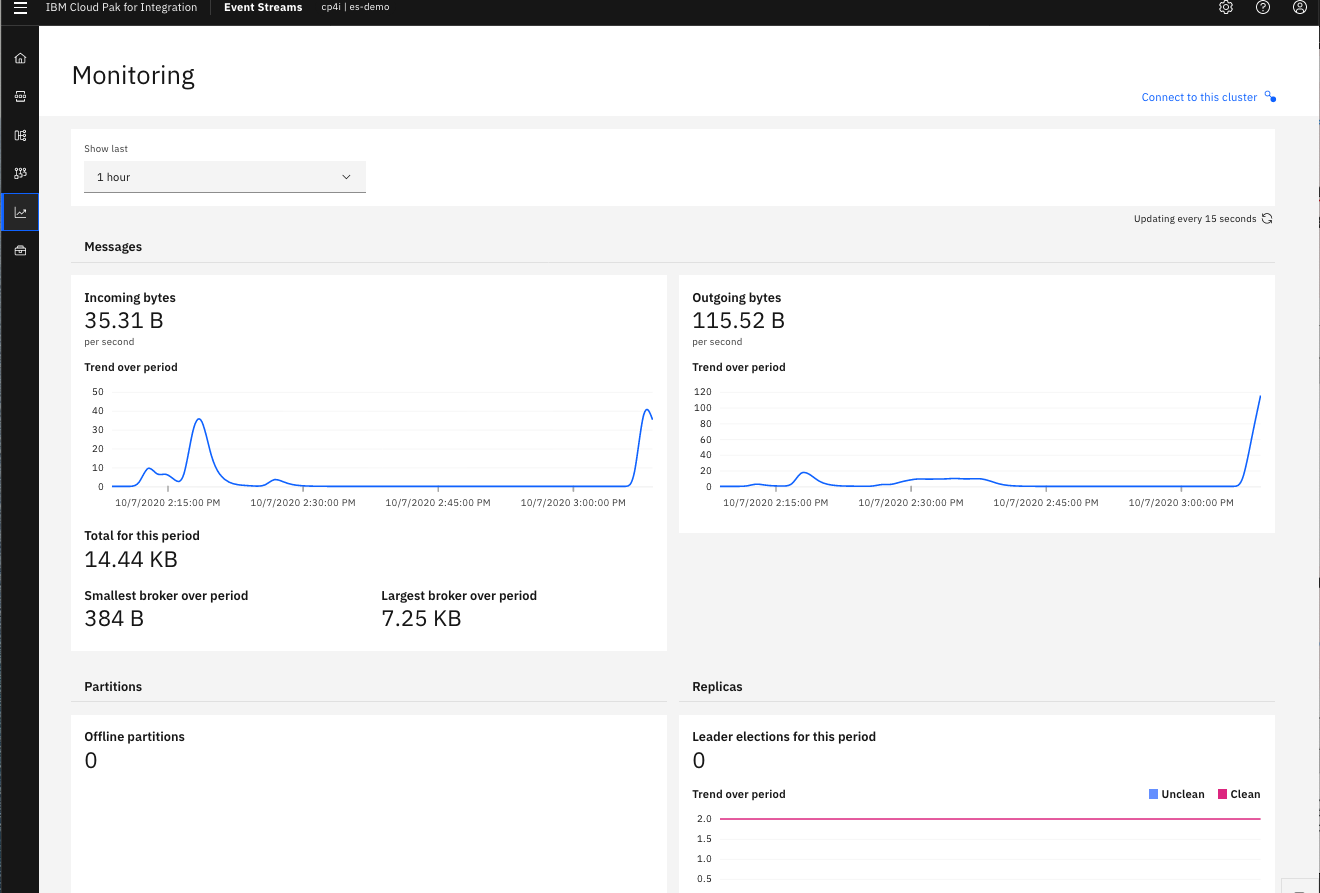 IBM Cloud Pak for Integration Event Streams cp4i | es-demo
Monitoring
Connect to this cluster
Show last
1 hour
Updating every 15 seconds
Messages
Incoming bytes
35.31 B
per second
Trend over period
50
40
30
20
10
0
10/7/2020 2:15:00 PM 10/7/2020 2:30:00 PM 10/7/2020 2:45:00 PM 10/7/2020 3:00:00 PM
Total for this period
14.44 KB
Smallest broker over period
384 B
Largest broker over period
7.25 KB
Outgoing bytes
115.52 B
per second
Trend over period
120
100
80
60
40
20
0
10/7/2020 2:15:00 PM 10/7/2020 2:30:00 PM 10/7/2020 2:45:00 PM 10/7/2020 3:00:00 PM
Partitions
Offline partitions
0
Replicas
Leader elections for this period
0
Trend over period
Unclean Clean
2.0
1.5
1.0
0.5